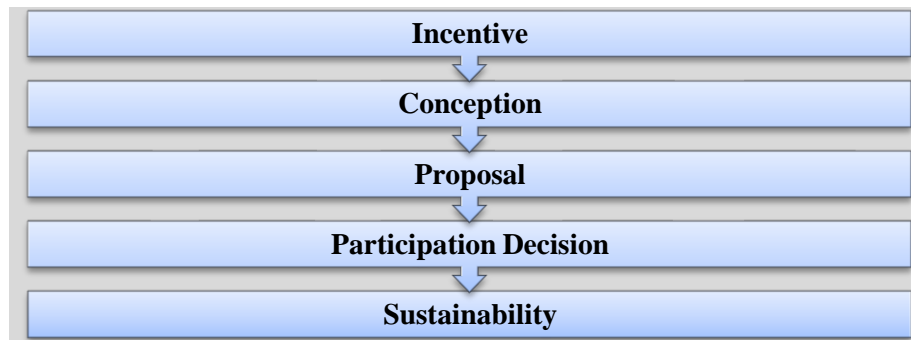 Incentive
Conception
Proposal
Participation Decision
Sustainability